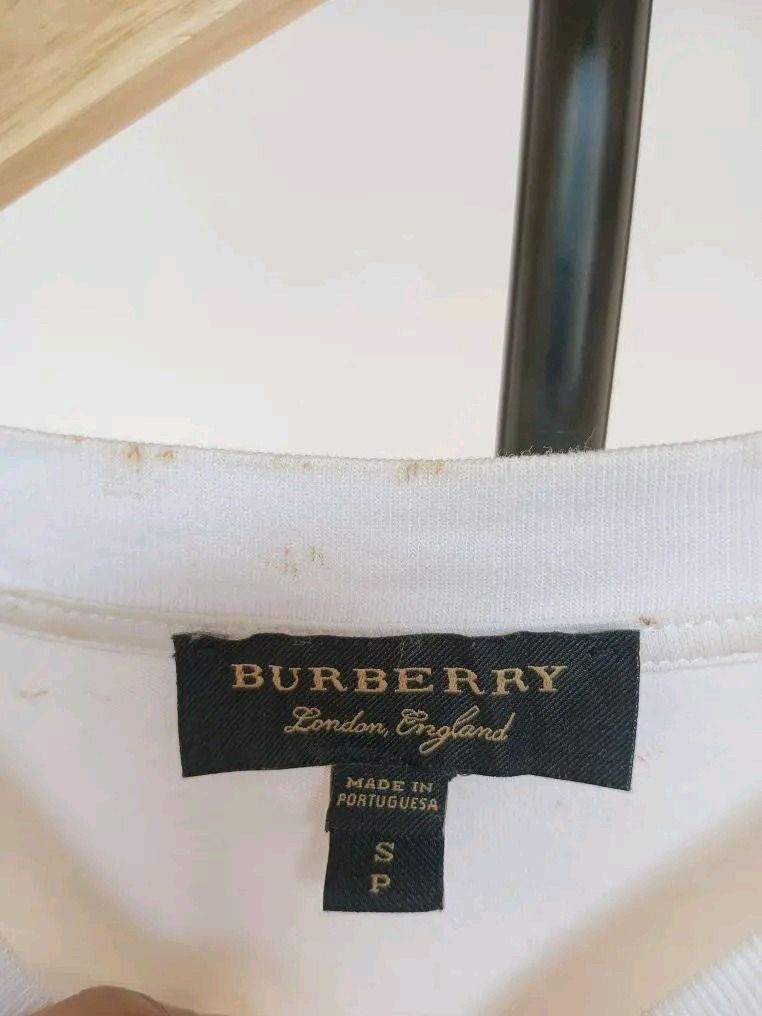 BURBERRY
London, England
MADE IN
PORTUGUESA
S
P